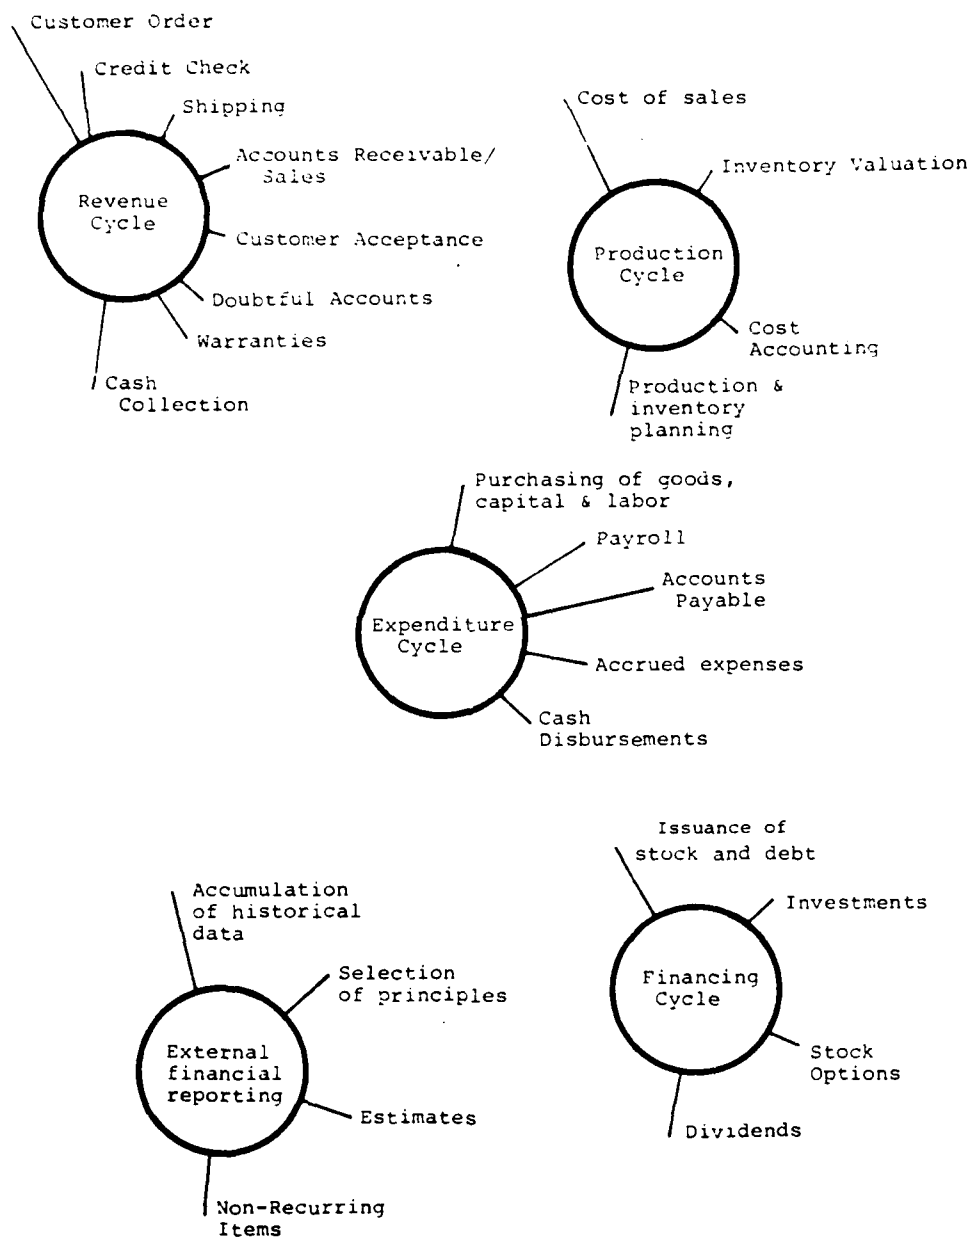 Customer Order
Credit Check
Shipping
Accounts Receivable/
Sales
Revenue
Cycle
Customer Acceptance
Doubtful Accounts
Warranties
Cash
Collection
Cost of sales
Inventory Valuation
Production
Cycle
Cost
Accounting
Production &
inventory
planning
Purchasing of goods,
capital & labor
Payroll
Accounts
Payable
Expenditure
Cycle
Accrued expenses
Cash
Disbursements
Issuance of
stock and debt
Investments
Financing
Cycle
Stock
Options
Dividends
Accumulation
of historical
data
Selection
of principles
External
financial
reporting
Estimates
Non-Recurring
Items